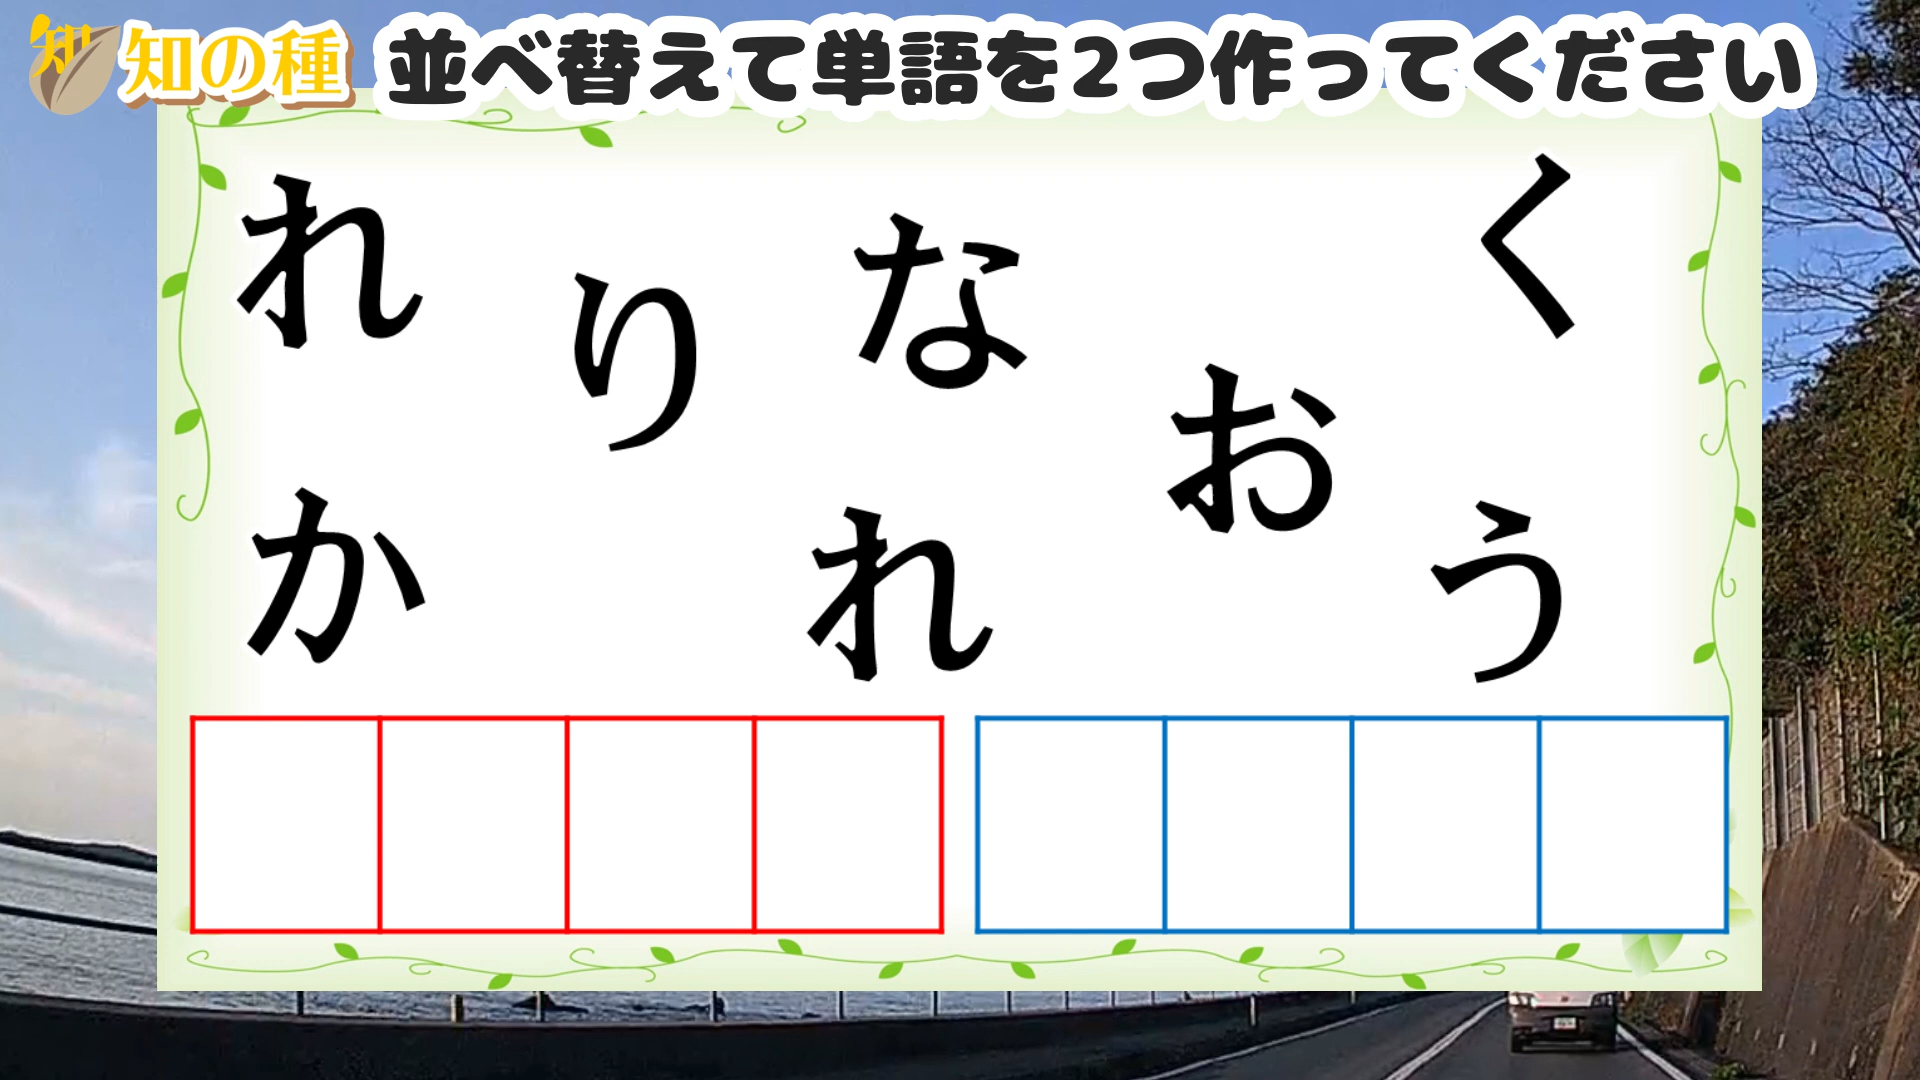 知 知の種 並べ替えて単語を2つ作ってください
れ り な く
お
か れ う